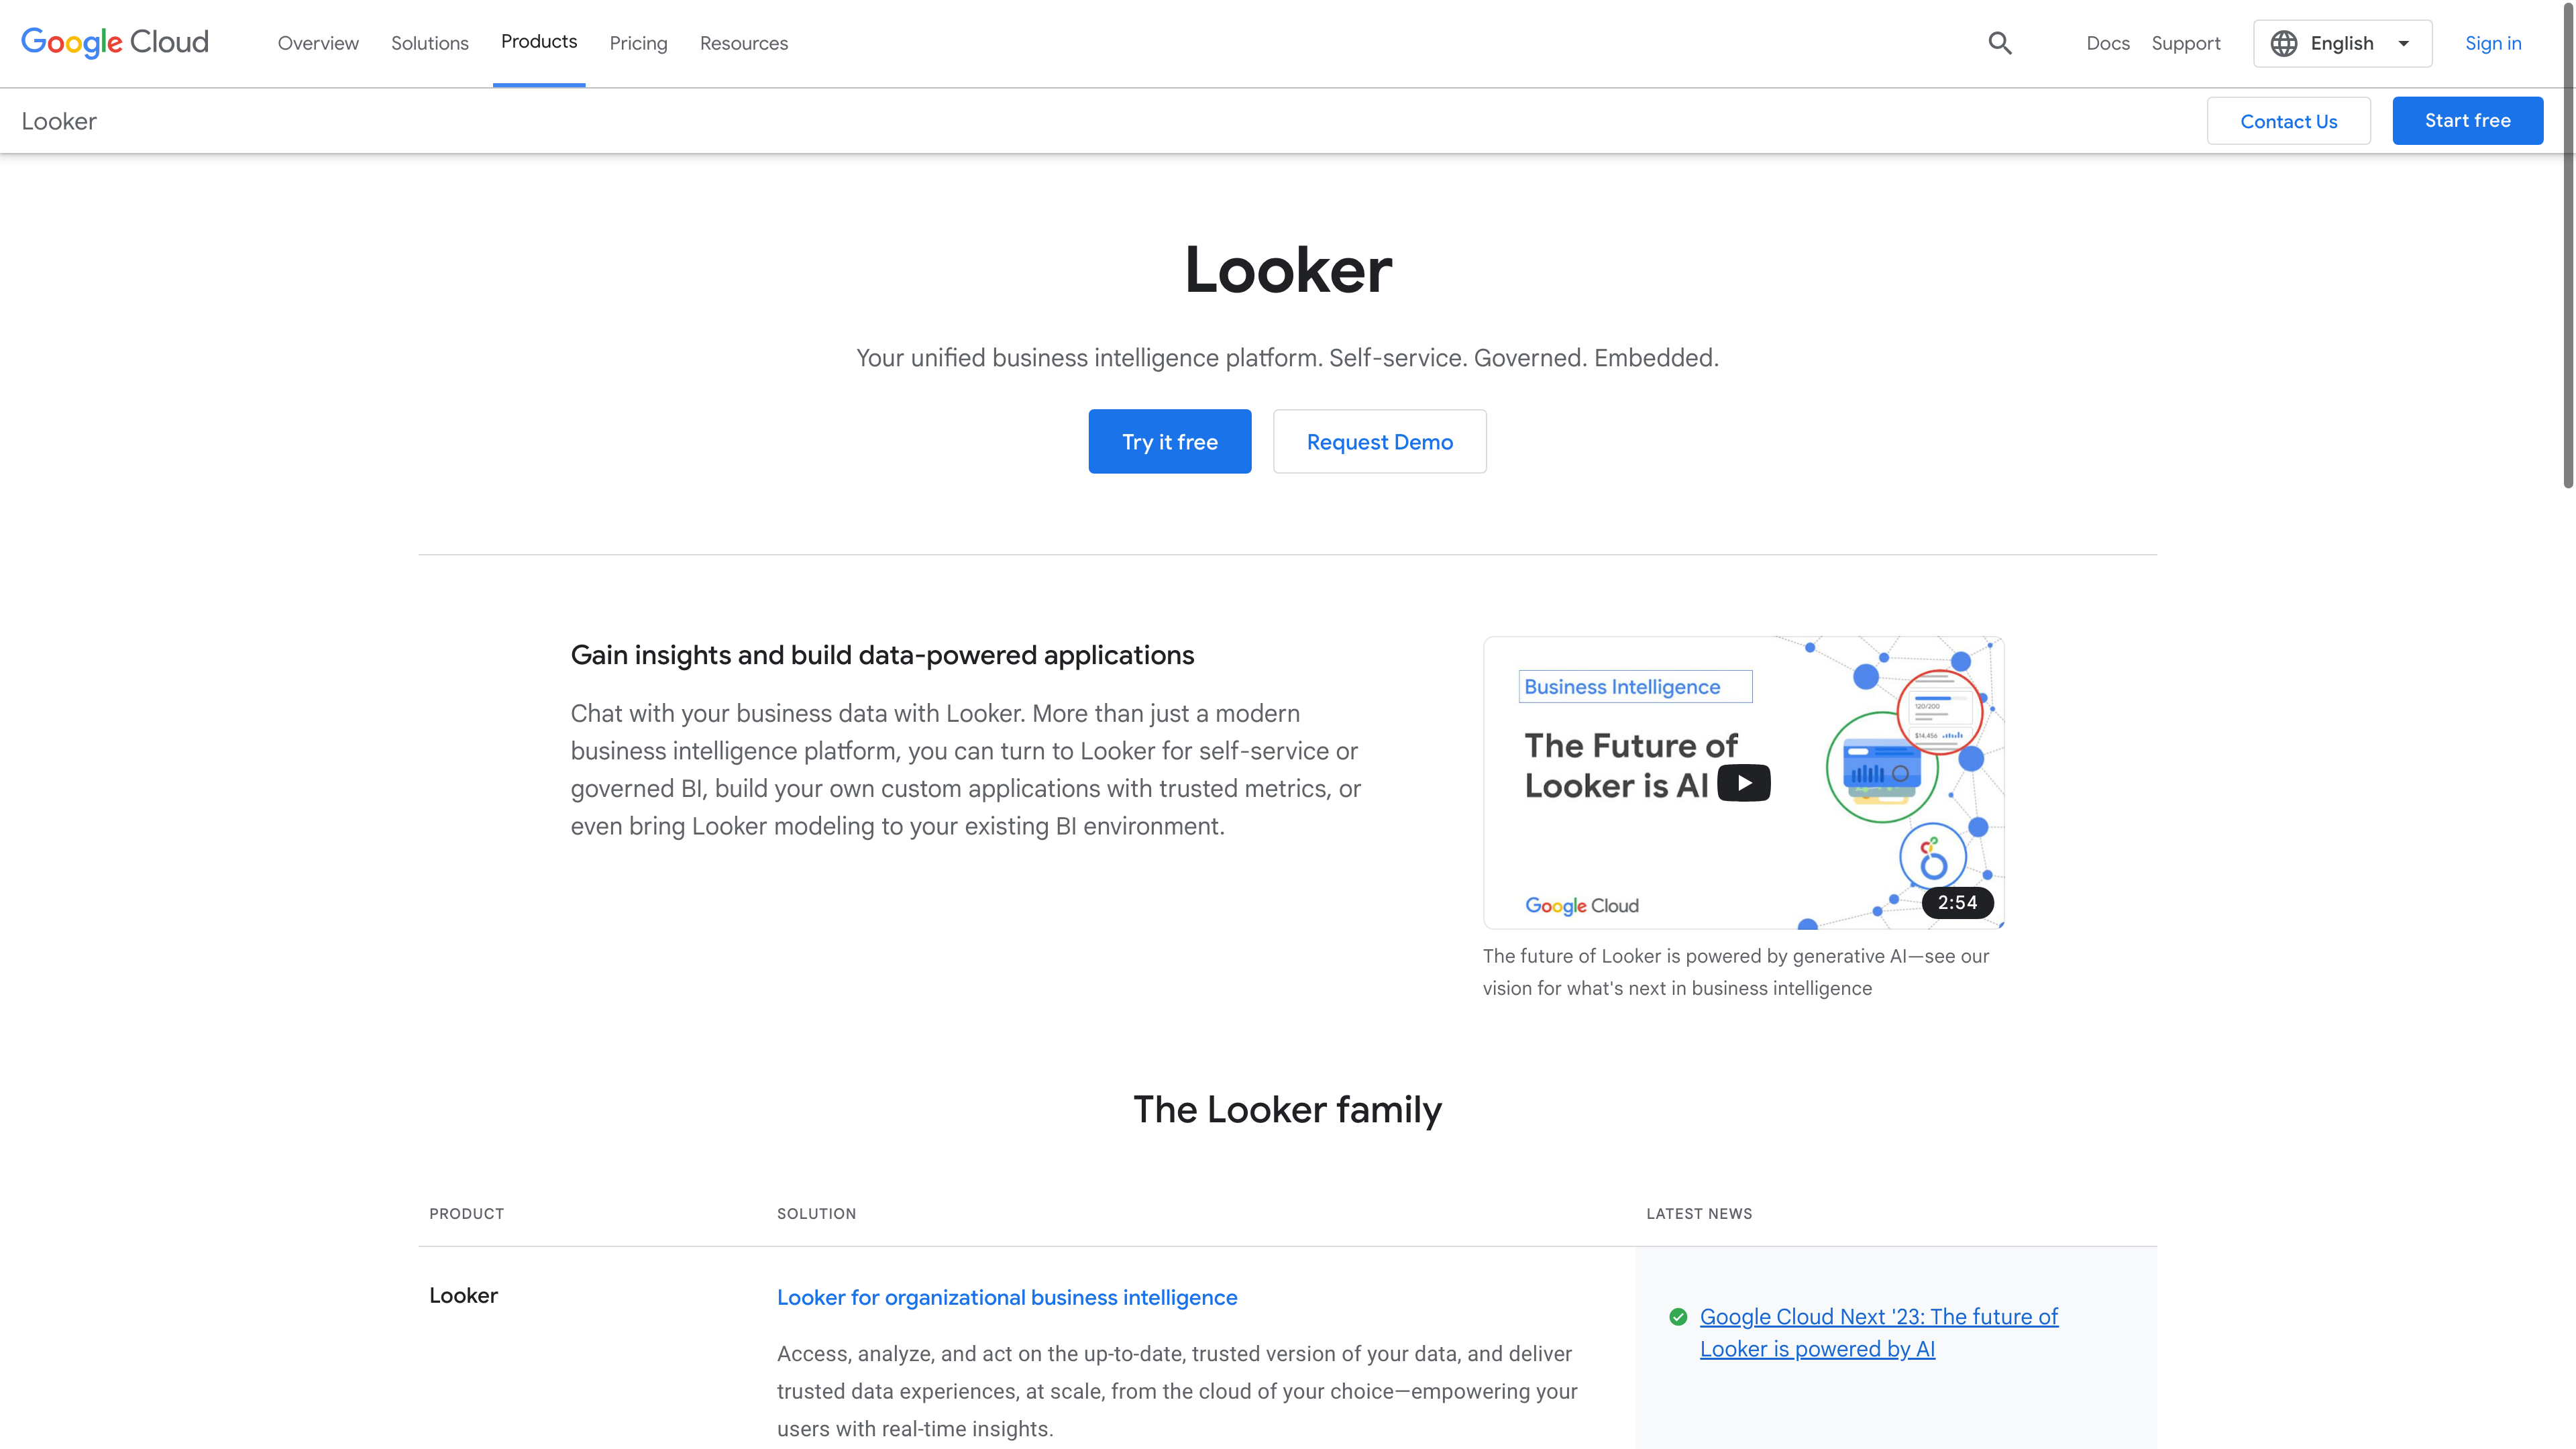 Google Cloud
Overview
Solutions
Products
Pricing
Resources
Docs
Support
English
Sign in
Looker
Contact Us
Start free
Looker
Your unified business intelligence platform. Self-service. Governed. Embedded.
Try it free
Request Demo
Gain insights and build data-powered applications
Chat with your business data with Looker. More than just a modern
business intelligence platform, you can turn to Looker for self-service or
governed BI, build your own custom applications with trusted metrics, or
even bring Looker modeling to your existing BI environment.
Business Intelligence
The Future of
Looker is AI
120/200
$14,456
Google Cloud
2:54
The future of Looker is powered by generative AI—see our
vision for what's next in business intelligence
The Looker family
PRODUCT
SOLUTION
LATEST NEWS
Looker
Looker for organizational business intelligence
Access, analyze, and act on the up-to-date, trusted version of your data, and deliver
trusted data experiences, at scale, from the cloud of your choice—empowering your
users with real-time insights.
Google Cloud Next '23: The future of
Looker is powered by AI